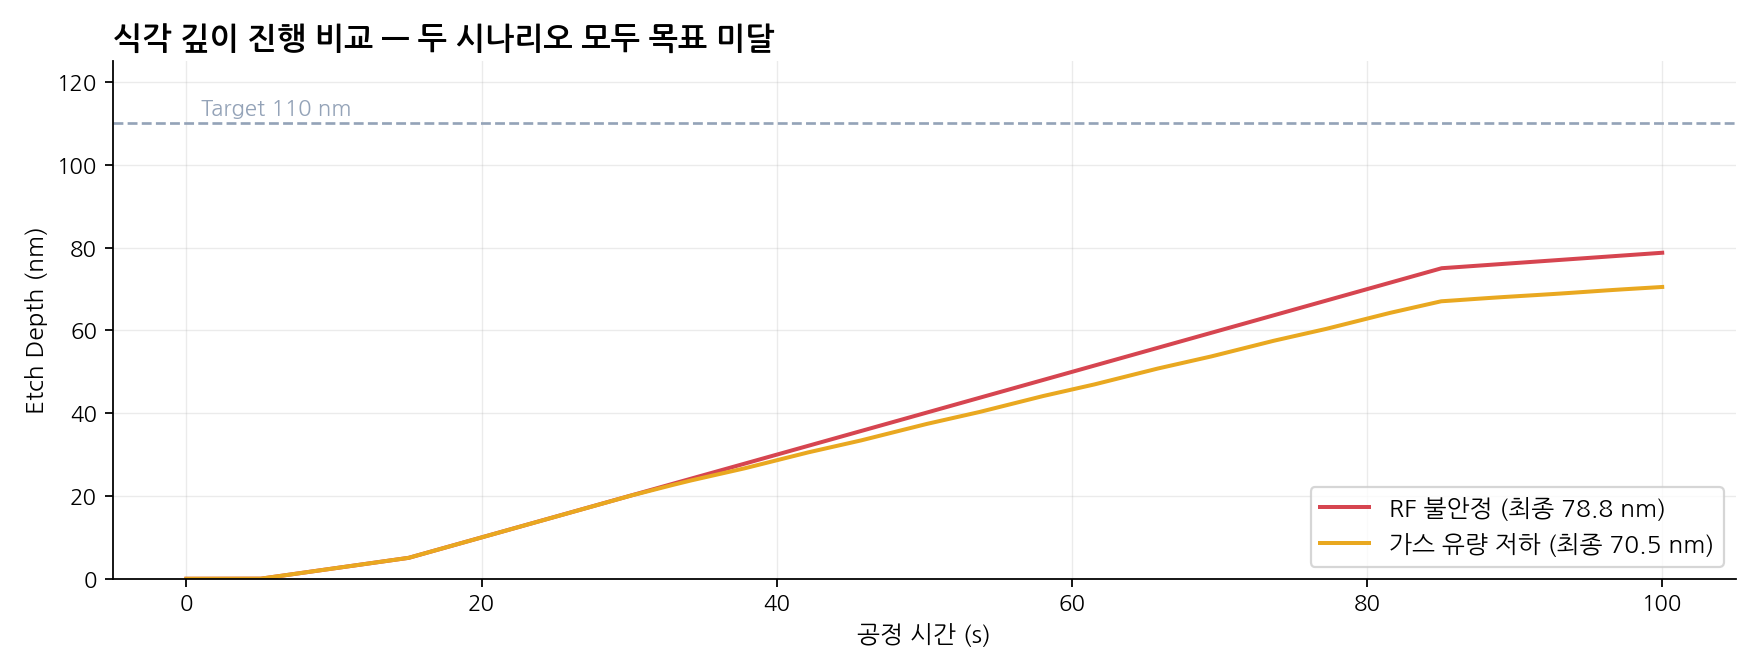 식각 깊이 진행 비교 — 두 시나리오 모두 목표 미달
120
Target 110 nm
100
80
60
40
20
0
Etch Depth (nm)
RF 불안정 (최종 78.8 nm)
가스 유량 저하 (최종 70.5 nm)
0 20 40 60 80 100
공정 시간 (s)